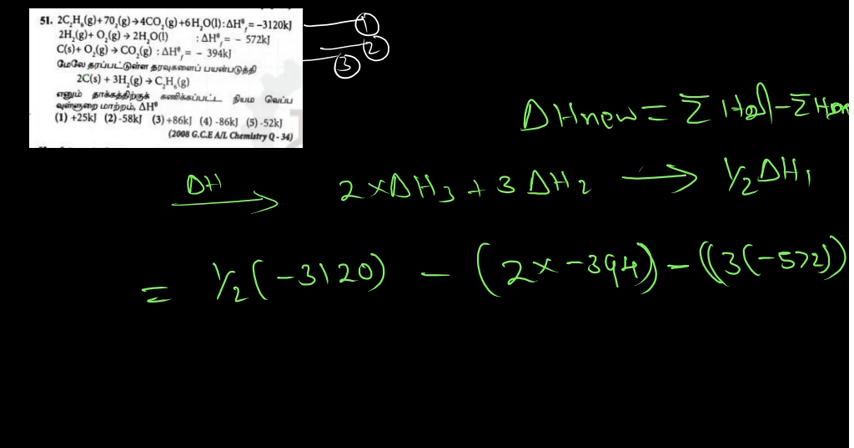 51. 2C₂H₆(g)+7O₂(g)→4CO₂(g)+6H₂O(l):ΔH°f=-3120kJ
2H₂(g)+O₂(g)→2H₂O(l) :ΔH°f= - 572kJ
C(s)+O₂(g)→CO₂(g):ΔH°f= - 394kJ
மேலே தரப்பட்டுள்ள தரவுகளைப் பயன்படுத்தி
2C(s) + 3H₂(g)→C₂H₆(g)
எனும் தாக்கத்திற்குக் கணிக்கப்பட்ட நியம வெப்ப
வுள்ளுறை மாற்றம், ΔH°
(1) +25kJ (2) -58kJ (3)+86kJ (4) -86kJ (5) -52kJ
(2008 G.C.E A/L Chemistry Q - 34)
1
2
3
ΔHnew = Σ - Σ
ΔH → 2×ΔH₃ + 3ΔH₂ → ½ΔH₁
= ½(-3120) - (2×-394) - ((3(-572))